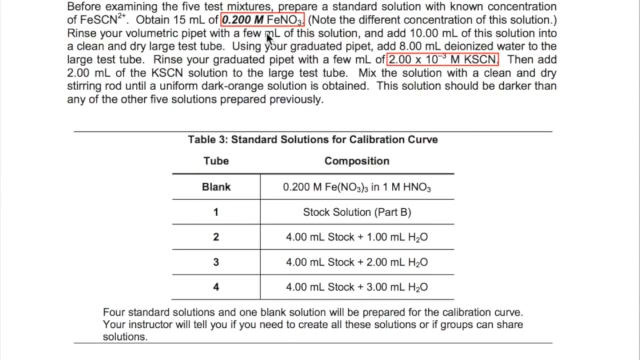 Before examining the five test mixtures, prepare a standard solution with known concentration
of FeSCN²⁺. Obtain 15 mL of 0.200 M FeNO₃. (Note the different concentration of this solution.)
Rinse your volumetric pipet with a few mL of this solution, and add 10.00 mL of this solution into
a clean and dry large test tube. Using your graduated pipet, add 8.00 mL deionized water to the
large test tube. Rinse your graduated pipet with a few mL of 2.00 x 10⁻³ M KSCN. Then add
2.00 mL of the KSCN solution to the large test tube. Mix the solution with a clean and dry
stirring rod until a uniform dark-orange solution is obtained. This solution should be darker than
any of the other five solutions prepared previously.
Table 3: Standard Solutions for Calibration Curve
Tube Composition
Blank 0.200 M Fe(NO₃)₃ in 1 M HNO₃
1 Stock Solution (Part B)
2 4.00 mL Stock + 1.00 mL H₂O
3 4.00 mL Stock + 2.00 mL H₂O
4 4.00 mL Stock + 3.00 mL H₂O
Four standard solutions and one blank solution will be prepared for the calibration curve.
Your instructor will tell you if you need to create all these solutions or if groups can share
solutions.